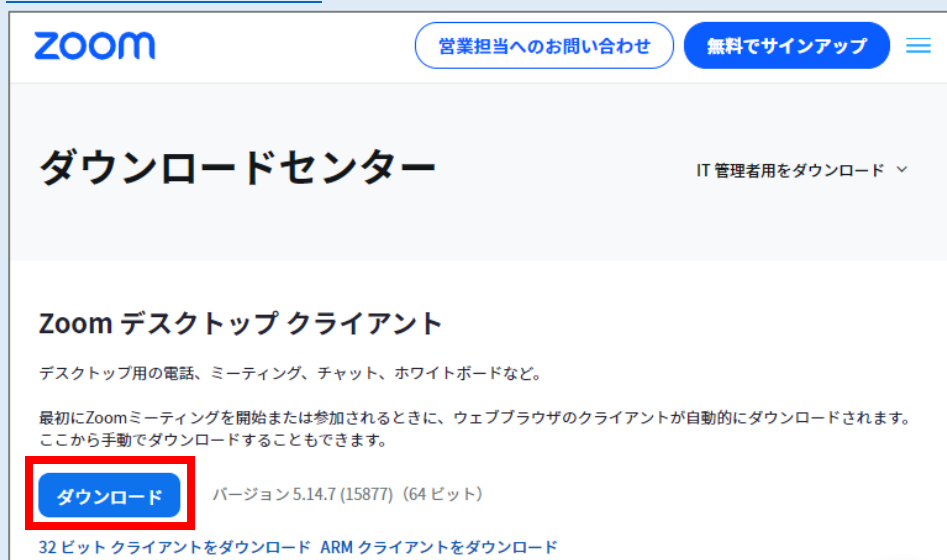 zoom
営業担当へのお問い合わせ
無料でサインアップ
ダウンロードセンター
IT 管理者用をダウンロード
Zoom デスクトップ クライアント
デスクトップ用の電話、ミーティング、チャット、ホワイトボードなど。
最初にZoomミーティングを開始または参加されるときに、ウェブブラウザのクライアントが自動的にダウンロードされます。
ここから手動でダウンロードすることもできます。
ダウンロード
バージョン 5.14.7 (15877)（64 ビット）
32 ビット クライアントをダウンロード ARM クライアントをダウンロード